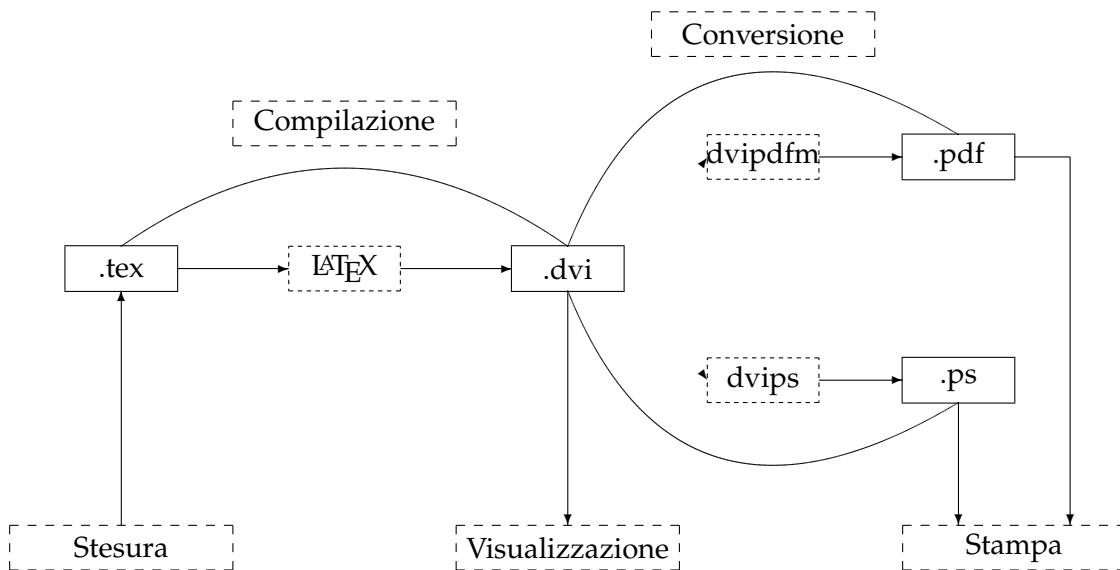 Conversione
Compilazione
dvipdfm
.pdf
.tex
LATEX
.dvi
dvips
.ps
Stesura
Visualizzazione
Stampa